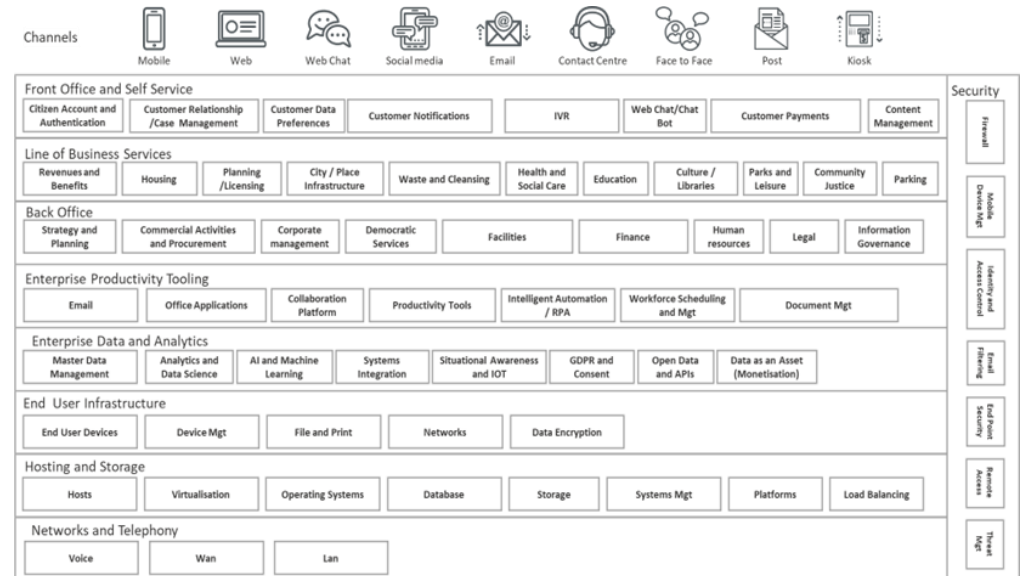 Channels
Mobile
Web
Web Chat
Social media
Email
Contact Centre
Face to Face
Post
Kiosk
Front Office and Self Service
Citizen Account and
Authentication
Customer Relationship
/Case Management
Customer Data
Preferences
Customer Notifications
IVR
Web Chat/Chat
Bot
Customer Payments
Content
Management
Line of Business Services
Revenues and
Benefits
Housing
Planning
/Licensing
City / Place
Infrastructure
Waste and Cleansing
Health and
Social Care
Education
Culture /
Libraries
Parks and
Leisure
Community
Justice
Parking
Back Office
Strategy and
Planning
Commercial Activities
and Procurement
Corporate
management
Democratic
Services
Facilities
Finance
Human
resources
Legal
Information
Governance
Enterprise Productivity Tooling
Email
Office Applications
Collaboration
Platform
Productivity Tools
Intelligent Automation
/ RPA
Workforce Scheduling
and Mgt
Document Mgt
Enterprise Data and Analytics
Master Data
Management
Analytics and
Data Science
AI and Machine
Learning
Systems
Integration
Situational Awareness
and IOT
GDPR and
Consent
Open Data
and APIs
Data as an Asset
(Monetisation)
End User Infrastructure
End User Devices
Device Mgt
File and Print
Networks
Data Encryption
Hosting and Storage
Hosts
Virtualisation
Operating Systems
Database
Storage
Systems Mgt
Platforms
Load Balancing
Networks and Telephony
Voice
Wan
Lan
Security
Firewall
Mobile
Device Mgt
Identity and
Access Control
Email
Filtering
End Point
Security
Remote
Access
Threat
Mgt